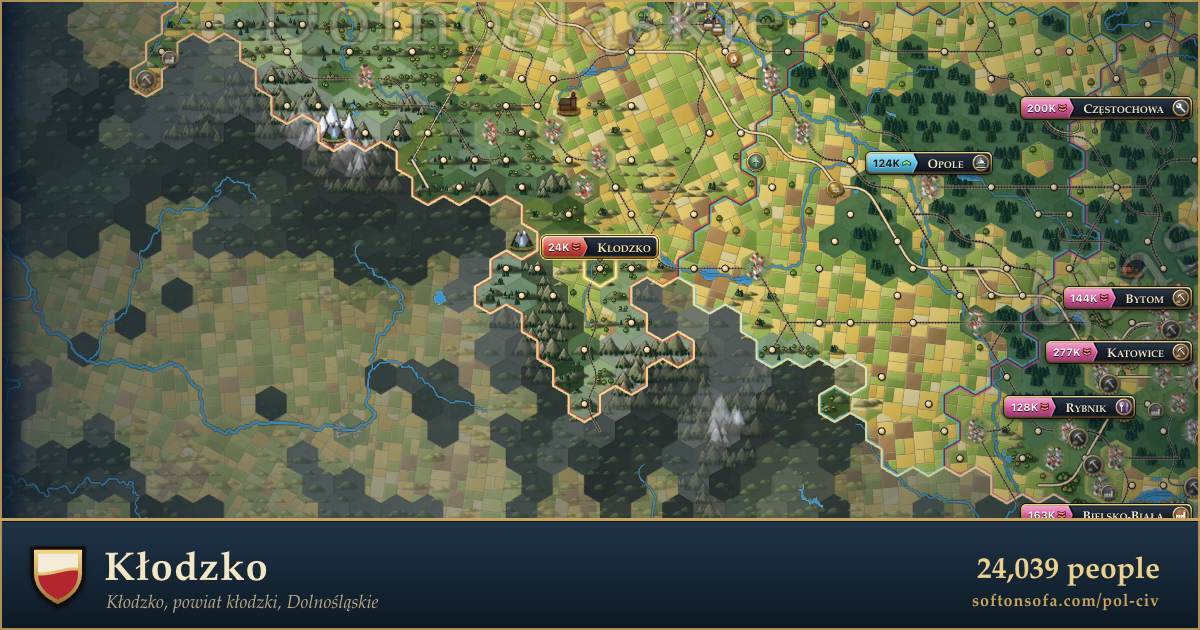 Dolnośląskie
200K CZĘSTOCHOWA
124K OPOLE
24K KŁODZKO
144K BYTOM
277K KATOWICE
128K RYBNIK
163K BIELSKO-BIAŁA
Kłodzko
24,039 people
Kłodzko, powiat kłodzki, Dolnośląskie
softonsofa.com/pol-civ